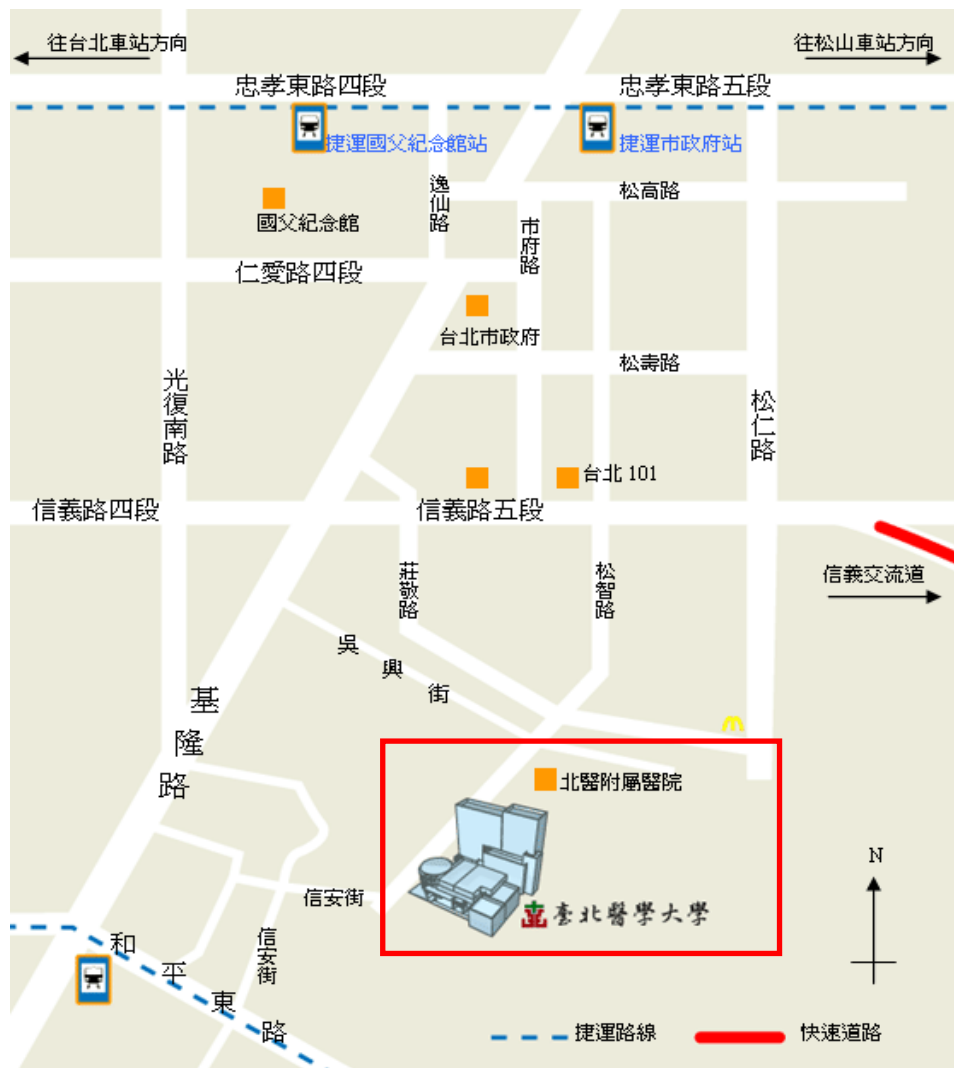 往台北車站方向
往松山車站方向
忠孝東路四段
忠孝東路五段
捷運國父紀念館站
捷運市政府站
逸仙路
松高路
國父紀念館
市府路
仁愛路四段
台北市政府
松壽路
光復南路
松仁路
台北 101
信義路四段
信義路五段
莊敬路
松智路
信義交流道
吳興街
基隆路
北醫附屬醫院
N
信安街
臺北醫學大學
信安街
和平東路
捷運路線
快速道路